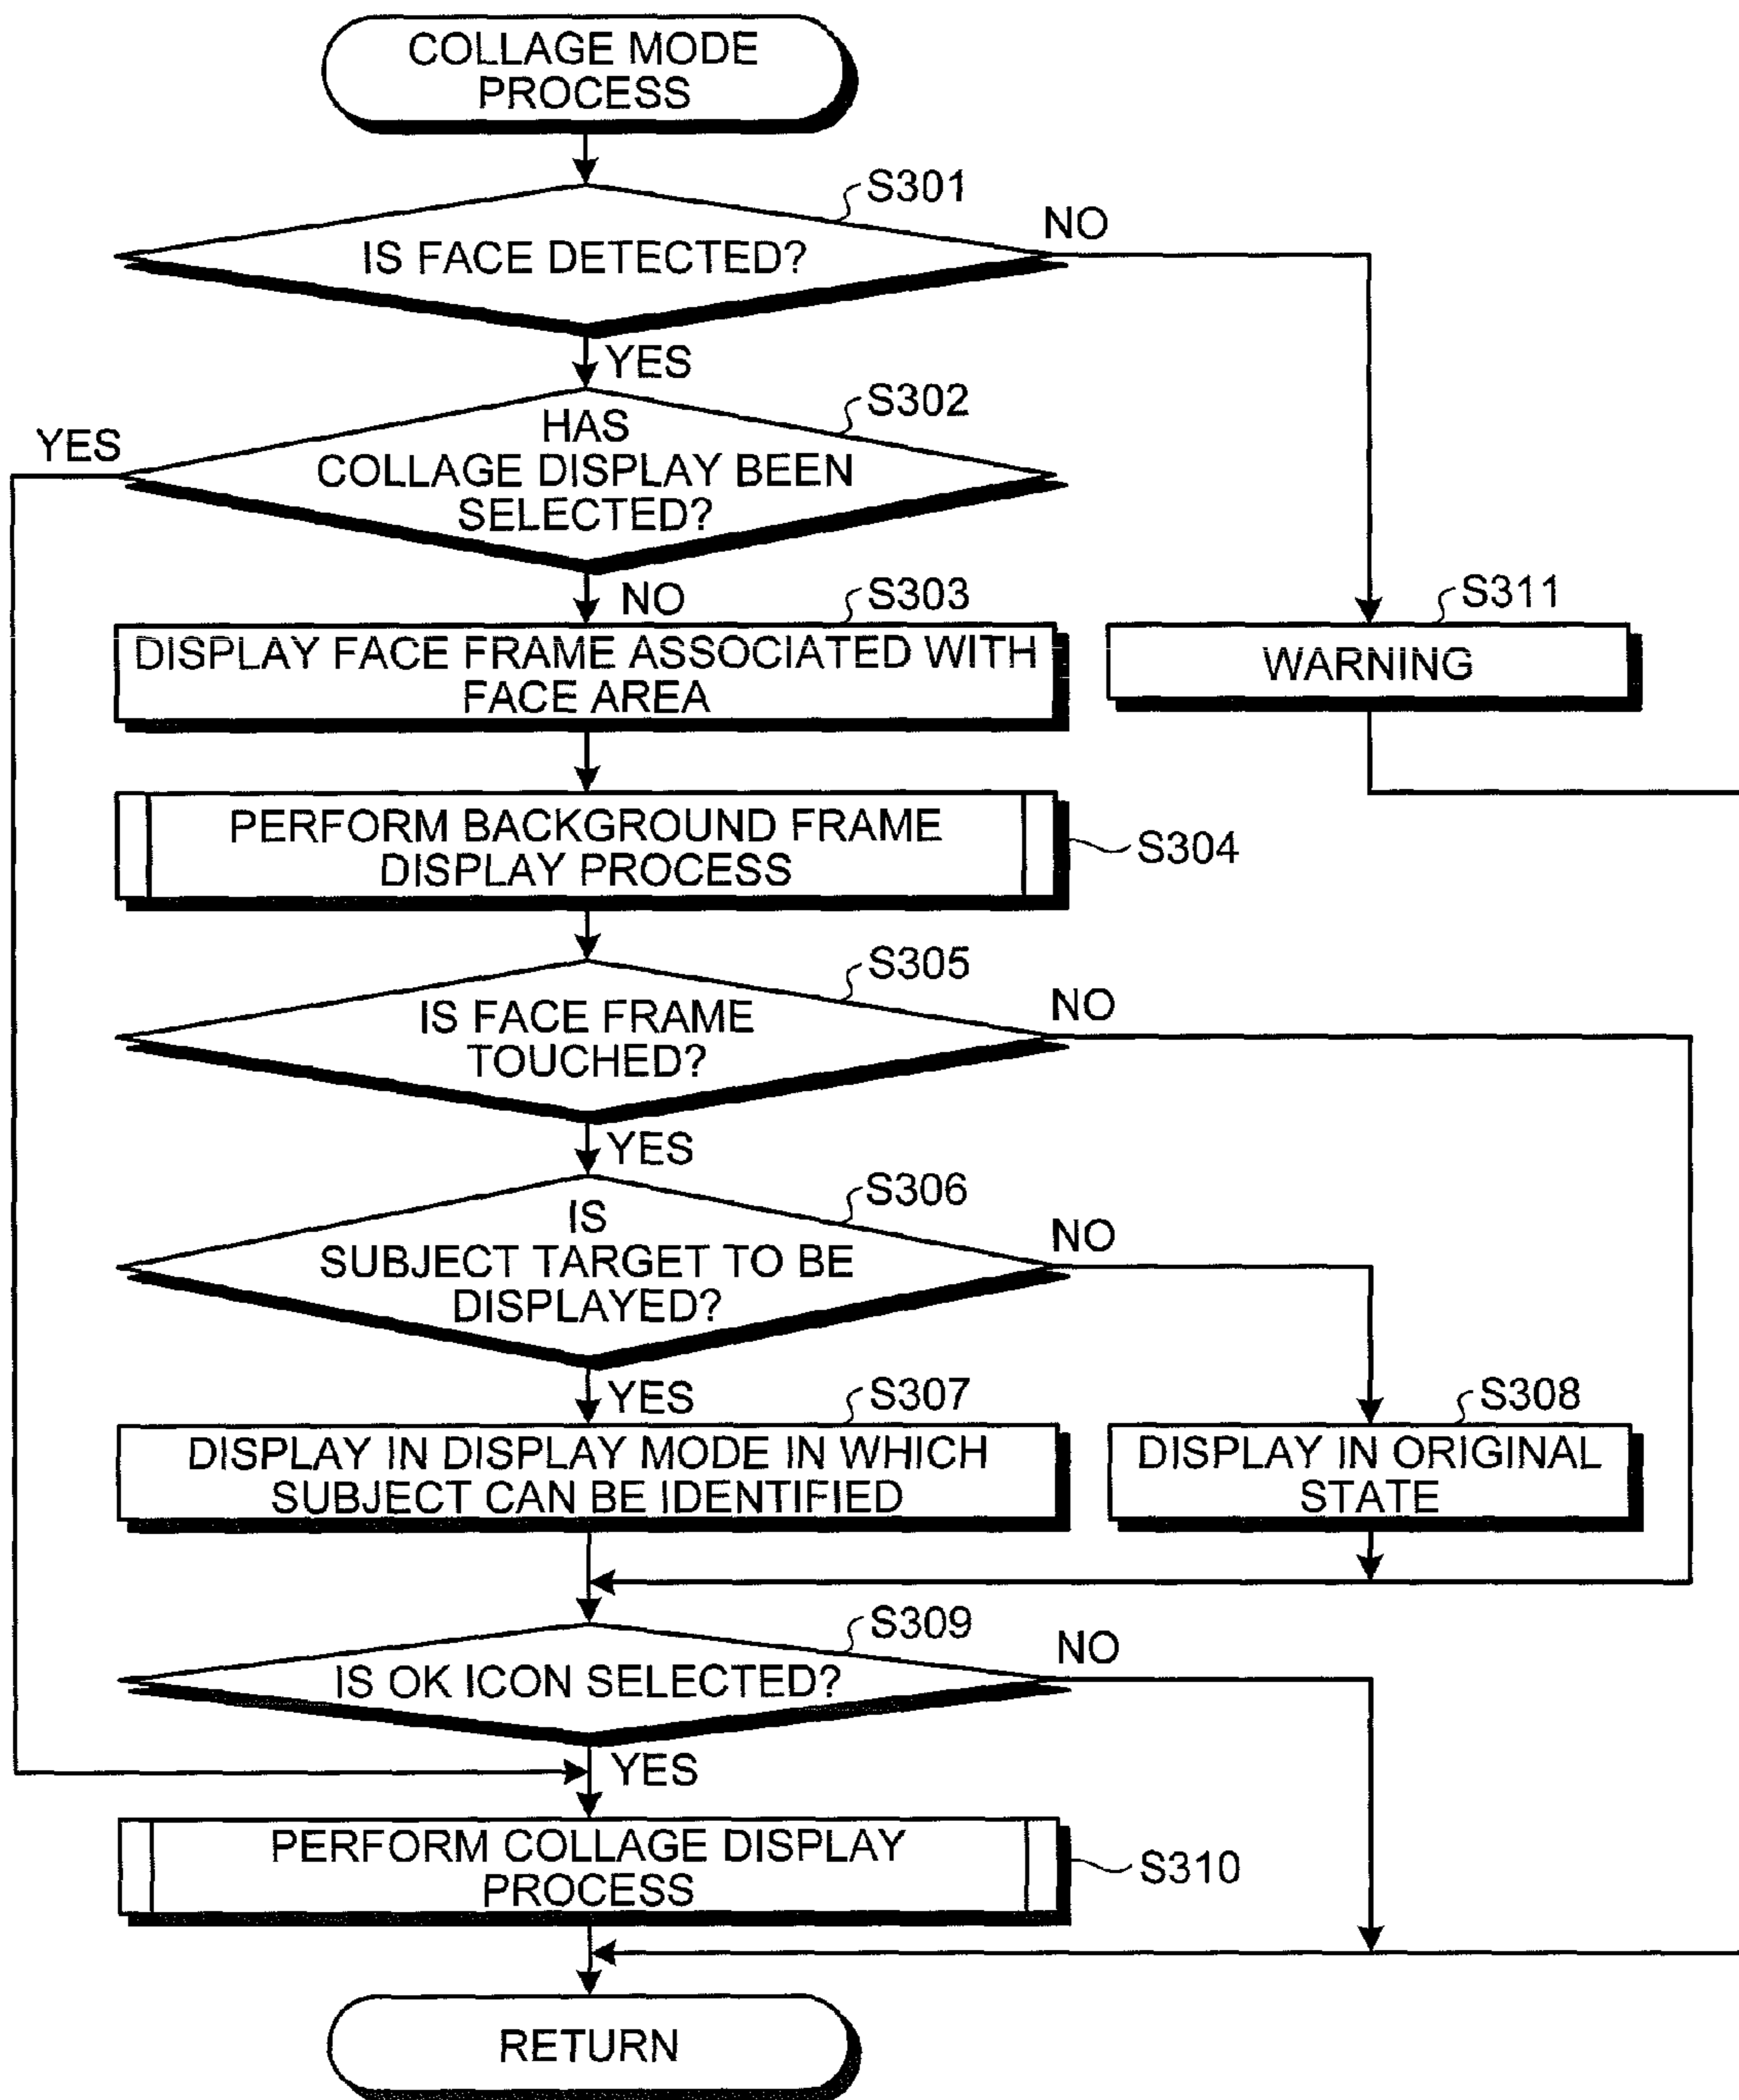 COLLAGE MODE
PROCESS
S301
IS FACE DETECTED?
NO
YES
S302
YES
HAS
COLLAGE DISPLAY BEEN
SELECTED?
NO
S303
DISPLAY FACE FRAME ASSOCIATED WITH
FACE AREA
S311
WARNING
PERFORM BACKGROUND FRAME
DISPLAY PROCESS
S304
S305
IS FACE FRAME
TOUCHED?
NO
YES
S306
IS
SUBJECT TARGET TO BE
DISPLAYED?
NO
YES
S307
DISPLAY IN DISPLAY MODE IN WHICH
SUBJECT CAN BE IDENTIFIED
S308
DISPLAY IN ORIGINAL
STATE
S309
IS OK ICON SELECTED?
NO
YES
PERFORM COLLAGE DISPLAY
PROCESS
S310
RETURN